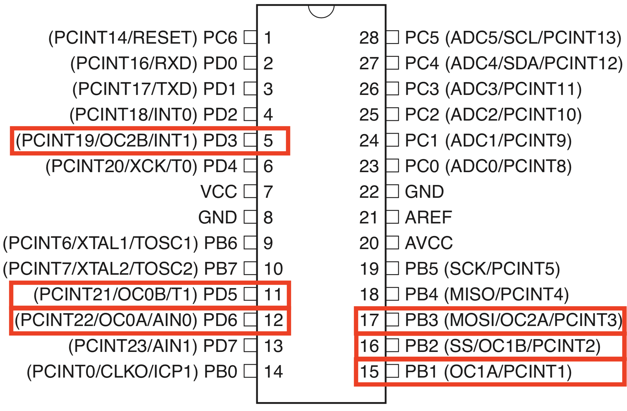 (PCINT14/RESET) PC6 1 28 PC5 (ADC5/SCL/PCINT13)
(PCINT16/RXD) PD0 2 27 PC4 (ADC4/SDA/PCINT12)
(PCINT17/TXD) PD1 3 26 PC3 (ADC3/PCINT11)
(PCINT18/INT0) PD2 4 25 PC2 (ADC2/PCINT10)
(PCINT19/OC2B/INT1) PD3 5 24 PC1 (ADC1/PCINT9)
(PCINT20/XCK/T0) PD4 6 23 PC0 (ADC0/PCINT8)
VCC 7 22 GND
GND 8 21 AREF
(PCINT6/XTAL1/TOSC1) PB6 9 20 AVCC
(PCINT7/XTAL2/TOSC2) PB7 10 19 PB5 (SCK/PCINT5)
(PCINT21/OC0B/T1) PD5 11 18 PB4 (MISO/PCINT4)
(PCINT22/OC0A/AIN0) PD6 12 17 PB3 (MOSI/OC2A/PCINT3)
(PCINT23/AIN1) PD7 13 16 PB2 (SS/OC1B/PCINT2)
(PCINT0/CLKO/ICP1) PB0 14 15 PB1 (OC1A/PCINT1)